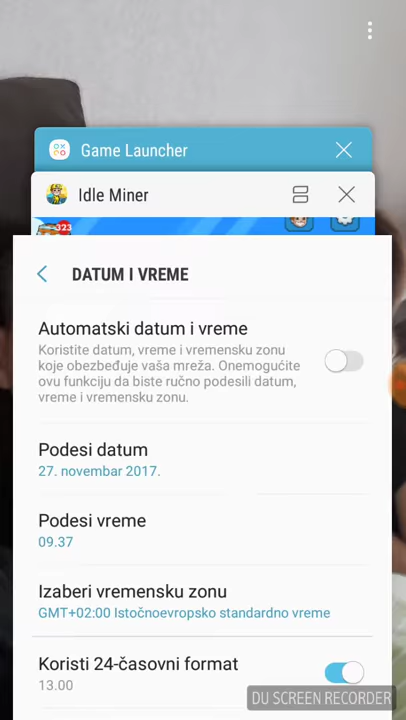 Game Launcher
Idle Miner
323
DATUM I VREME
Automatski datum i vreme
Koristite datum, vreme i vremensku zonu
koje obezbeđuje vaša mreža. Onemogućite
ovu funkciju da biste ručno podesili datum,
vreme i vremensku zonu.
Podesi datum
27. novembar 2017.
Podesi vreme
09.37
Izaberi vremensku zonu
GMT+02:00 Istočnoevropsko standardno vreme
Koristi 24-časovni format
13.00
DU SCREEN RECORDER